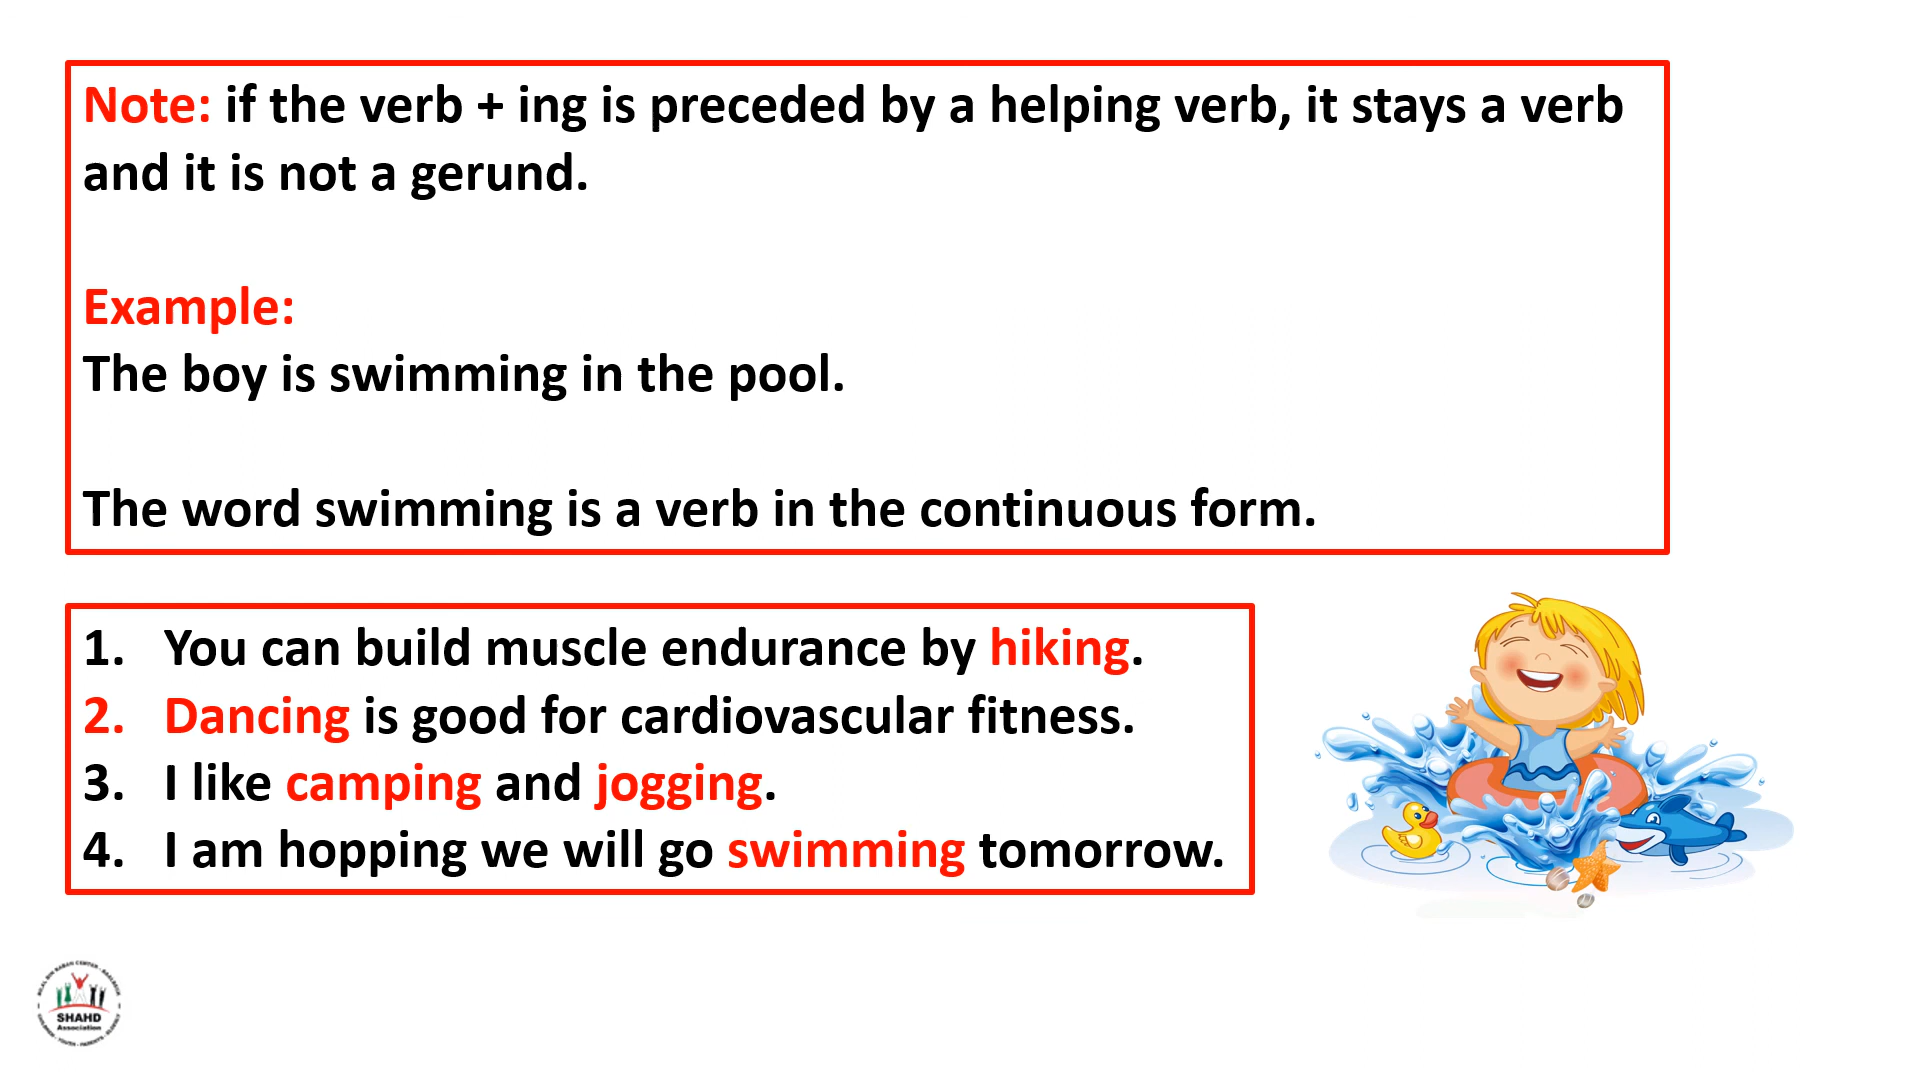 Note: if the verb + ing is preceded by a helping verb, it stays a verb
and it is not a gerund.
Example:
The boy is swimming in the pool.
The word swimming is a verb in the continuous form.
1. You can build muscle endurance by hiking.
2. Dancing is good for cardiovascular fitness.
3. I like camping and jogging.
4. I am hopping we will go swimming tomorrow.
SHAHD
Association